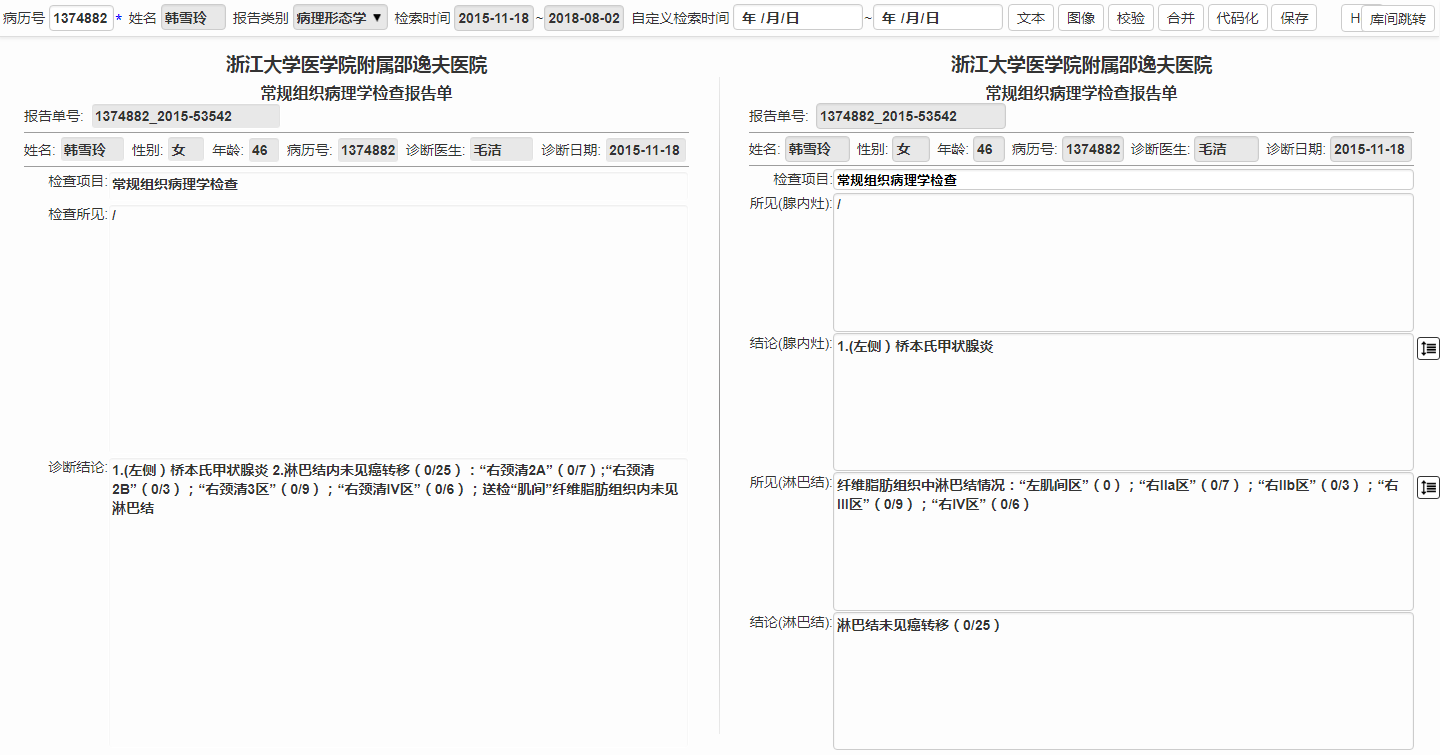 病历号 1374882 * 姓名 韩雪玲 报告类别 病理形态学 ▼ 检索时间 2015-11-18 ~ 2018-08-02 自定义检索时间 年 /月/日 ~ 年 /月/日 文本 图像 校验 合并 代码化 保存 H 库间跳转
浙江大学医学院附属邵逸夫医院
常规组织病理学检查报告单
报告单号: 1374882_2015-53542
姓名: 韩雪玲 性别: 女 年龄: 46 病历号: 1374882 诊断医生: 毛洁 诊断日期: 2015-11-18
检查项目: 常规组织病理学检查
检查所见: /
诊断结论: 1.(左侧 ) 桥本氏甲状腺炎 2.淋巴结内未见癌转移（0/25）：“右颈清2A”（0/7）;“右颈清
2B”（0/3）；“右颈清3区”（0/9）；“右颈清IV区”（0/6）；送检“肌间”纤维脂肪组织内未见
淋巴结
浙江大学医学院附属邵逸夫医院
常规组织病理学检查报告单
报告单号: 1374882_2015-53542
姓名: 韩雪玲 性别: 女 年龄: 46 病历号: 1374882 诊断医生: 毛洁 诊断日期: 2015-11-18
检查项目: 常规组织病理学检查
所见(腺内灶): /
结论(腺内灶): 1.(左侧 ) 桥本氏甲状腺炎
所见(淋巴结): 纤维脂肪组织中淋巴结情况：“左肌间区”（0）；“右IIa区”（0/7）；“右IIb区”（0/3）；“右
III区”（0/9）；“右IV区”（0/6）
结论(淋巴结): 淋巴结未见癌转移（0/25）